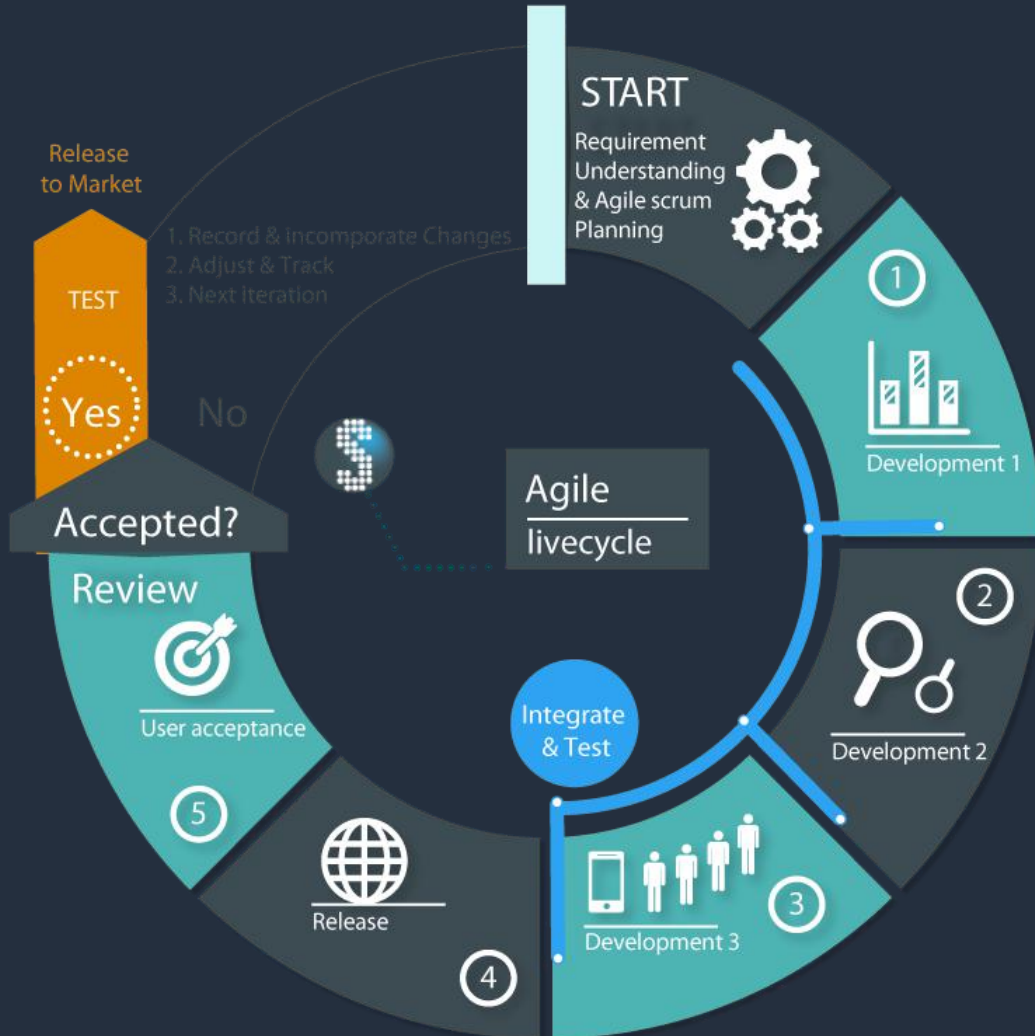 START
Requirement
Understanding
& Agile scrum
Planning
1
Development 1
2
Development 2
3
Development 3
Integrate
& Test
4
Release
5
User acceptance
Review
Accepted?
Yes
TEST
Release
to Market
No
1. Record & Incomporate Changes
2. Adjust & Track
3. Next Iteration
S
Agile
livecycle